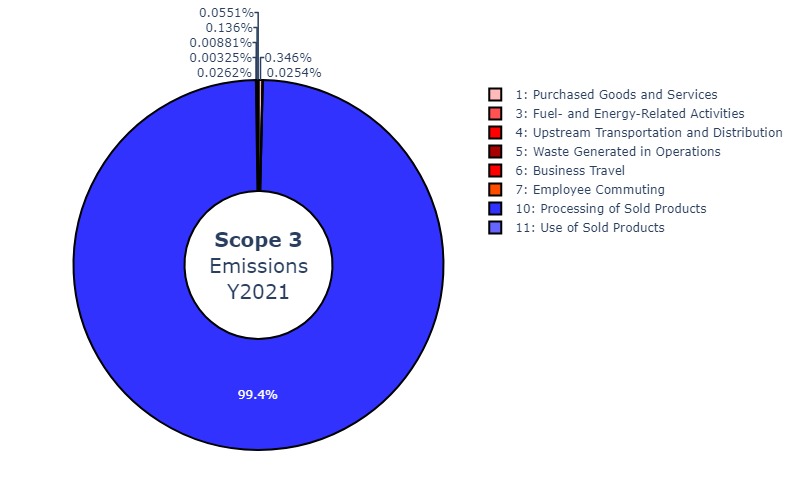 0.0551%
0.136%
0.00881%
0.00325% 0.346%
0.0262% 0.0254%
1: Purchased Goods and Services
3: Fuel- and Energy-Related Activities
4: Upstream Transportation and Distribution
5: Waste Generated in Operations
6: Business Travel
7: Employee Commuting
10: Processing of Sold Products
11: Use of Sold Products
Scope 3
Emissions
Y2021
99.4%